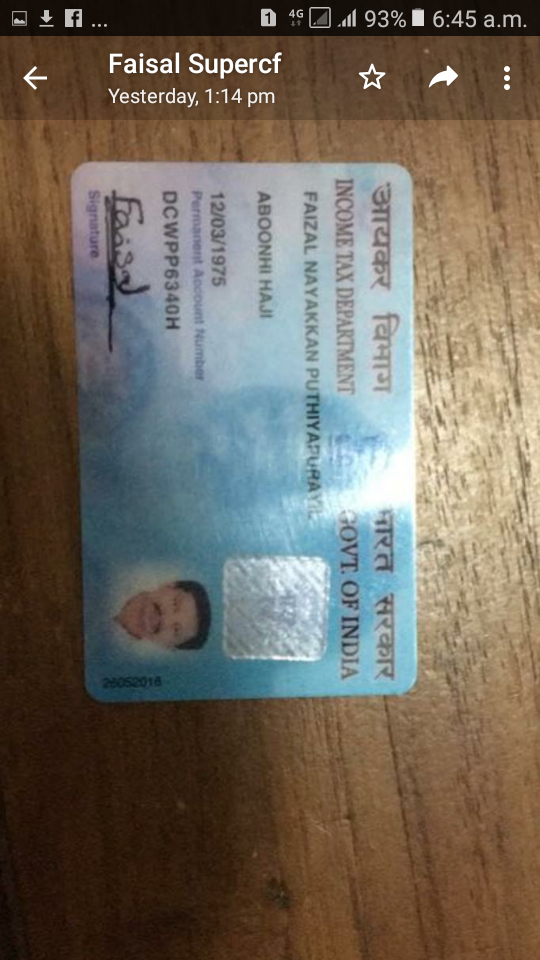 ... 1 4G 93% 6:45 a.m.
Faisal Supercf
Yesterday, 1:14 pm
आयकर विभाग भारत सरकार
INCOME TAX DEPARTMENT GOVT. OF INDIA
FAIZAL NAYAKKAN PUTHIYAPURAYIL
ABOONHI HAJI
12/03/1975
Permanent Account Number
DCWPP6340H
Faisal
Signature
26052016